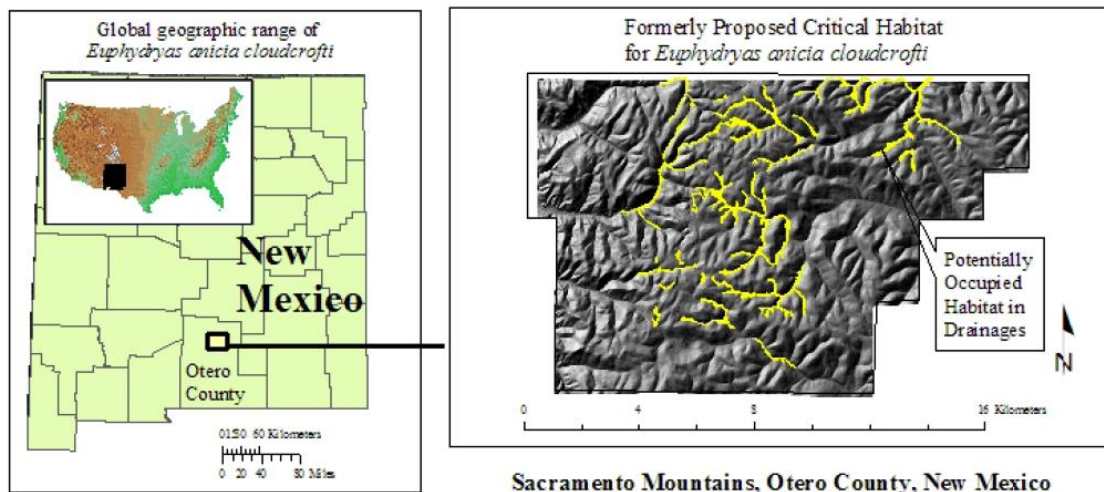 Global geographic range of
Euphydryas anicia cloudcrofti
New
Mexico
Otero
County
60 Kilometers
0 20 40 80 Miles
Formerly Proposed Critical Habitat
for Euphydryas anicia cloudcrofti
Potentially
Occupied
Habitat in
Drainages
N
0 4 8 16 Kilometers
Sacramento Mountains, Otero County, New Mexico